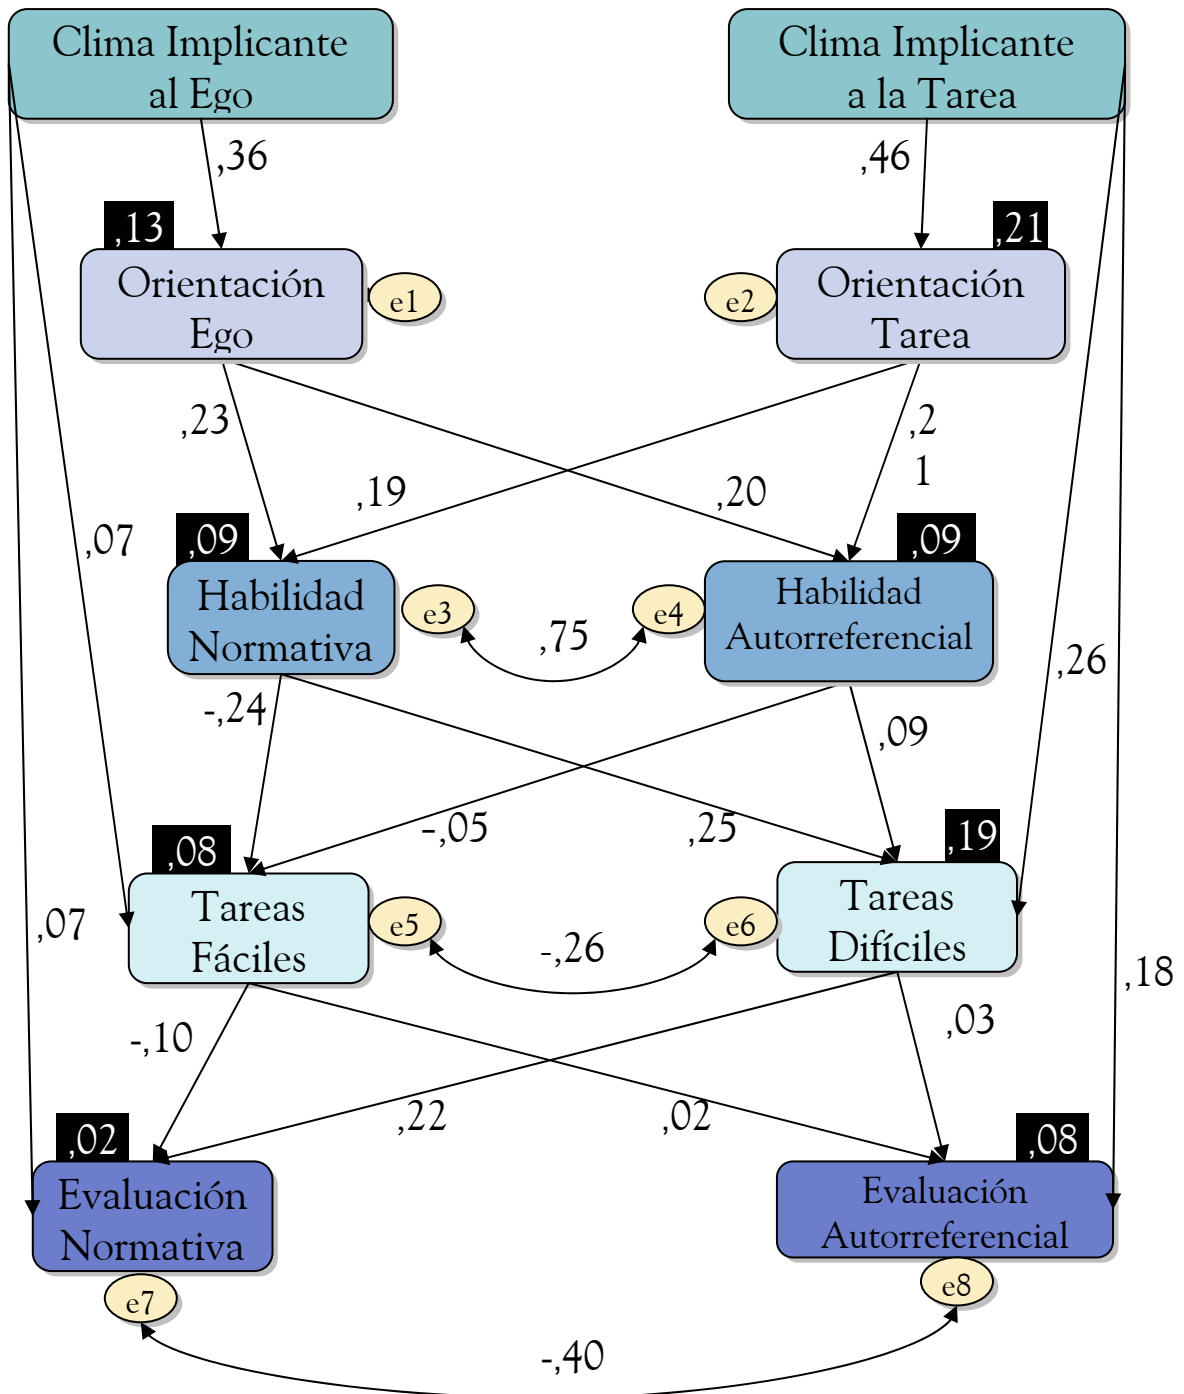 Clima Implicante
al Ego
Clima Implicante
a la Tarea
,36
,46
,13
,21
Orientación
Ego
e1
e2
Orientación
Tarea
,23
,19
,20
,2
1
,07
,09
,09
Habilidad
Normativa
e3
,75
e4
Habilidad
Autorreferencial
,26
-,24
,09
-,05
,25
,08
,19
Tareas
Fáciles
e5
-,26
e6
Tareas
Difíciles
,07
,18
-,10
,03
,22
,02
,02
,08
Evaluación
Normativa
Evaluación
Autorreferencial
e7
e8
-,40